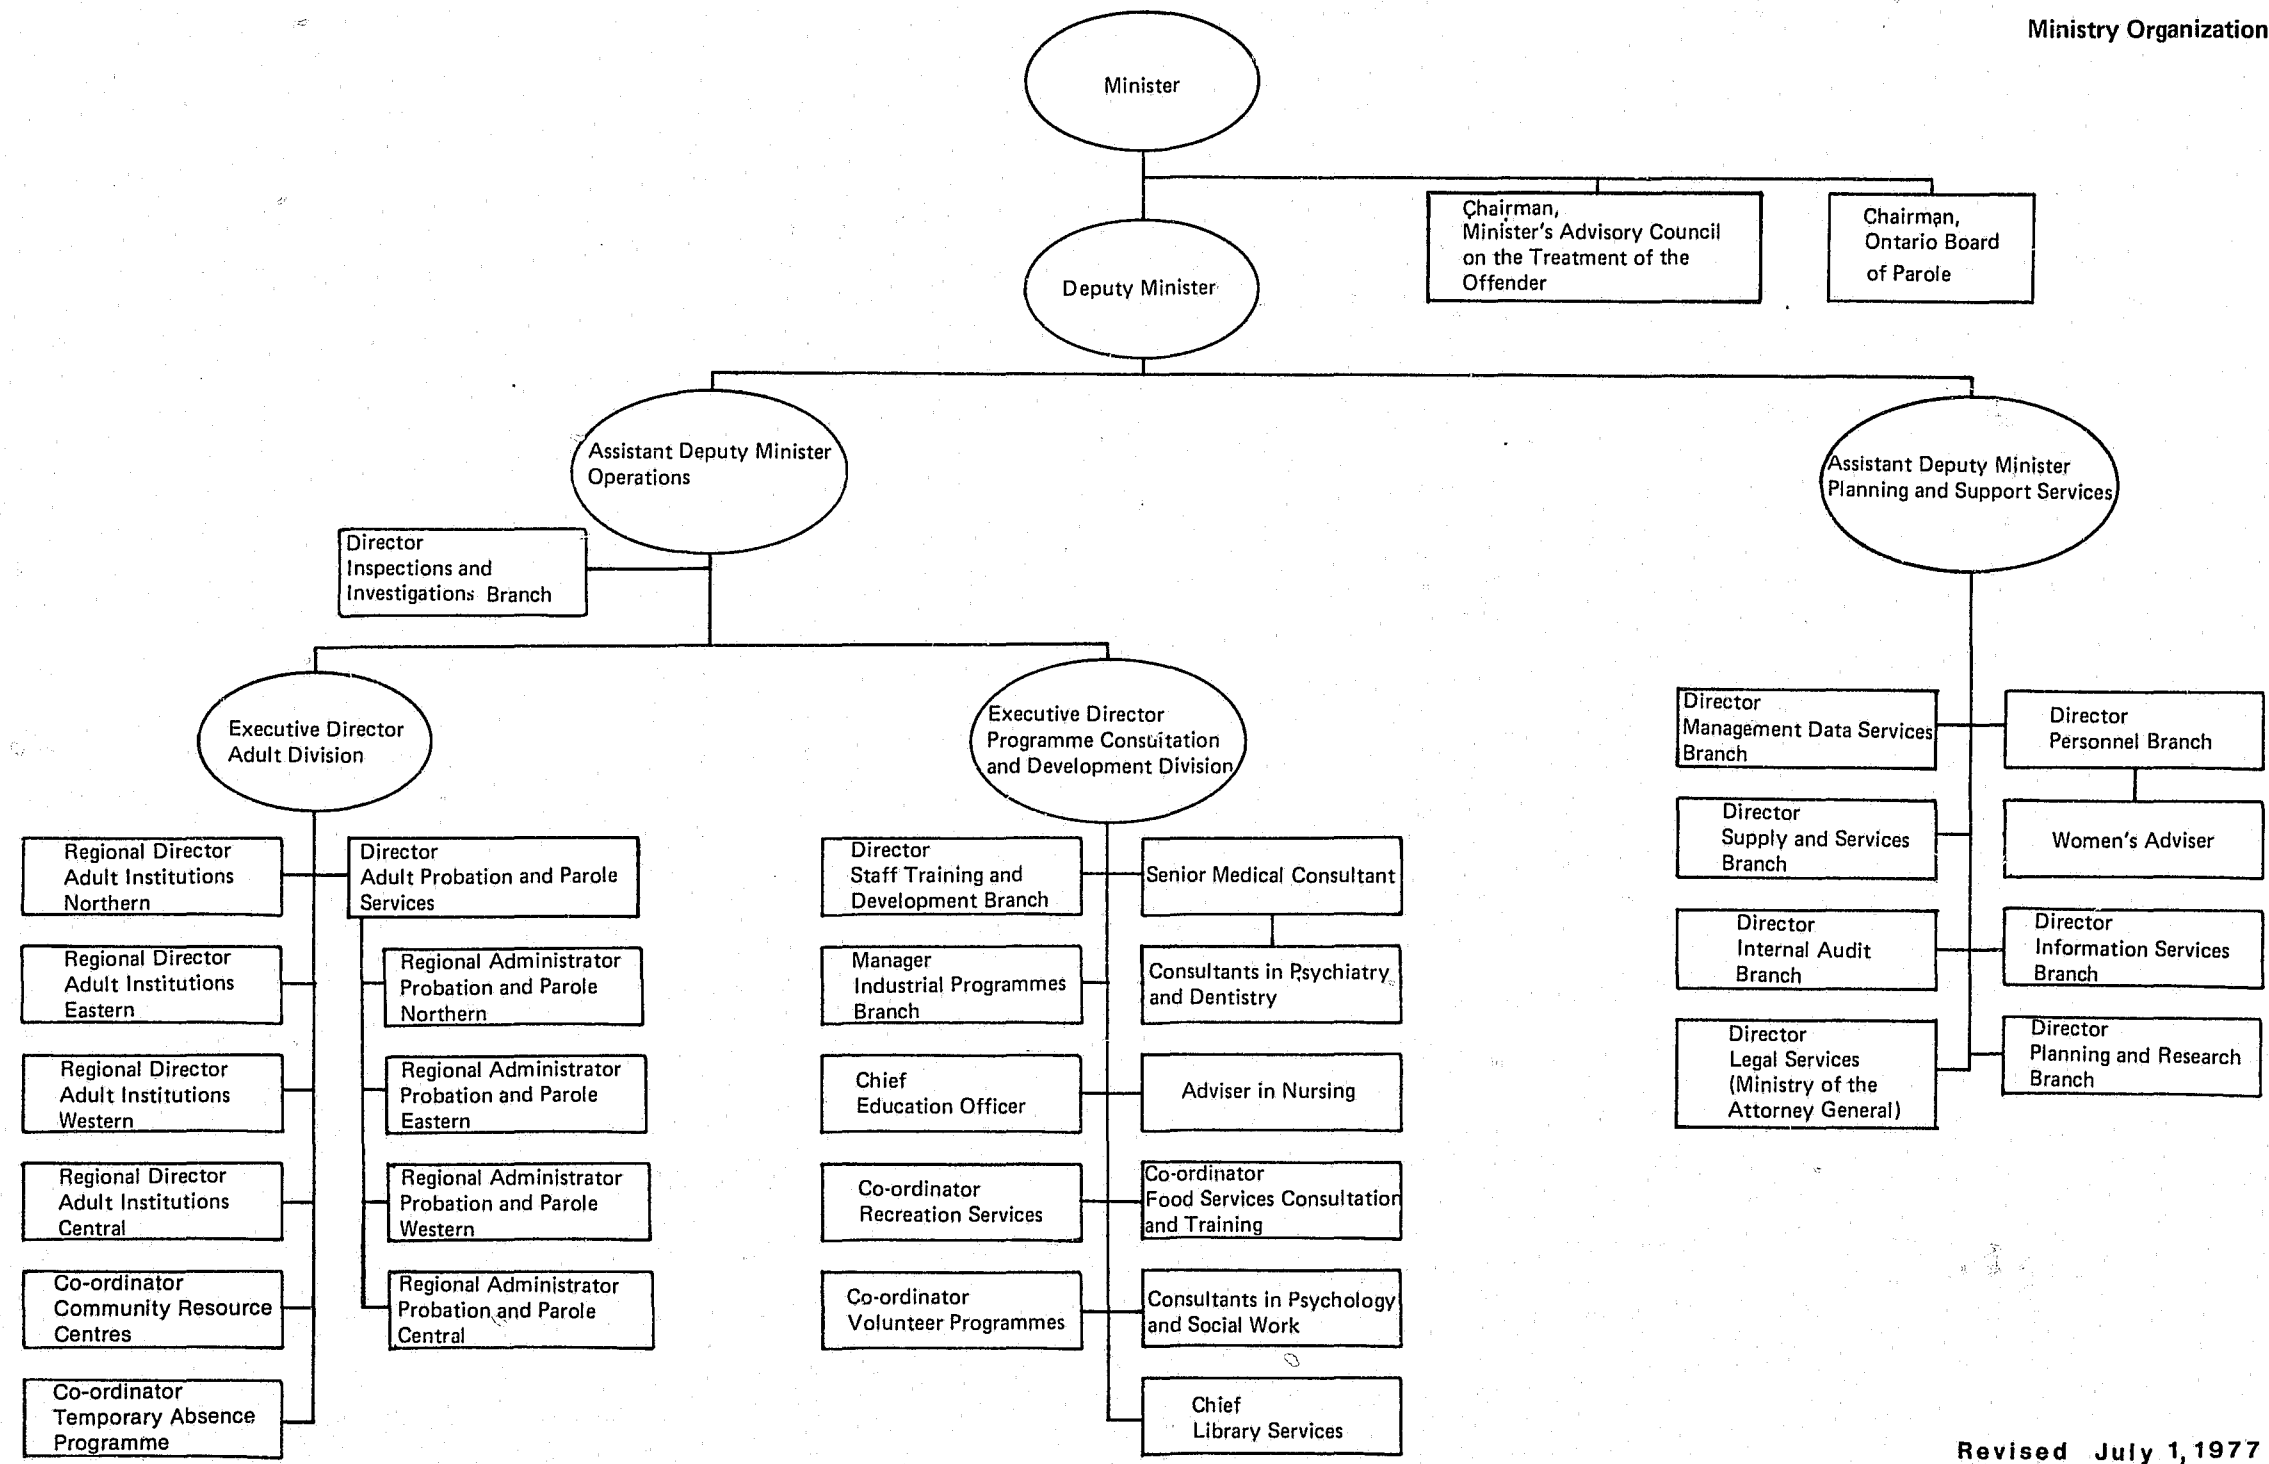 Ministry Organization
Minister
Chairman,
Minister's Advisory Council
on the Treatment of the
Offender
Chairman,
Ontario Board
of Parole
Deputy Minister
Assistant Deputy Minister
Operations
Assistant Deputy Minister
Planning and Support Services
Director
Inspections and
Investigations Branch
Executive Director
Adult Division
Executive Director
Programme Consultation
and Development Division
Regional Director
Adult Institutions
Northern
Regional Director
Adult Institutions
Eastern
Regional Director
Adult Institutions
Western
Regional Director
Adult Institutions
Central
Co-ordinator
Community Resource
Centres
Co-ordinator
Temporary Absence
Programme
Director
Adult Probation and Parole
Services
Regional Administrator
Probation and Parole
Northern
Regional Administrator
Probation and Parole
Eastern
Regional Administrator
Probation and Parole
Western
Regional Administrator
Probation and Parole
Central
Director
Staff Training and
Development Branch
Manager
Industrial Programmes
Branch
Chief
Education Officer
Co-ordinator
Recreation Services
Co-ordinator
Volunteer Programmes
Senior Medical Consultant
Consultants in Psychiatry
and Dentistry
Adviser in Nursing
Co-ordinator
Food Services Consultation
and Training
Consultants in Psychology
and Social Work
Chief
Library Services
Director
Management Data Services
Branch
Director
Supply and Services
Branch
Director
Internal Audit
Branch
Director
Legal Services
(Ministry of the
Attorney General)
Director
Personnel Branch
Women's Adviser
Director
Information Services
Branch
Director
Planning and Research
Branch
Revised July 1, 1977